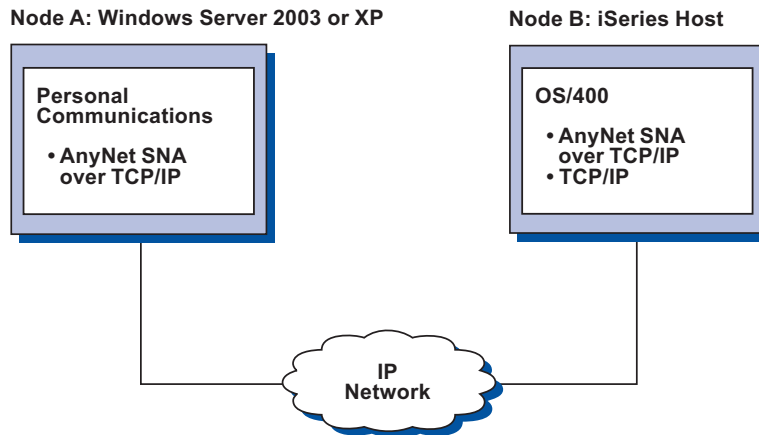 Node A: Windows Server 2003 or XP
Personal
Communications
• AnyNet SNA
over TCP/IP
Node B: iSeries Host
OS/400
• AnyNet SNA
over TCP/IP
• TCP/IP
IP
Network